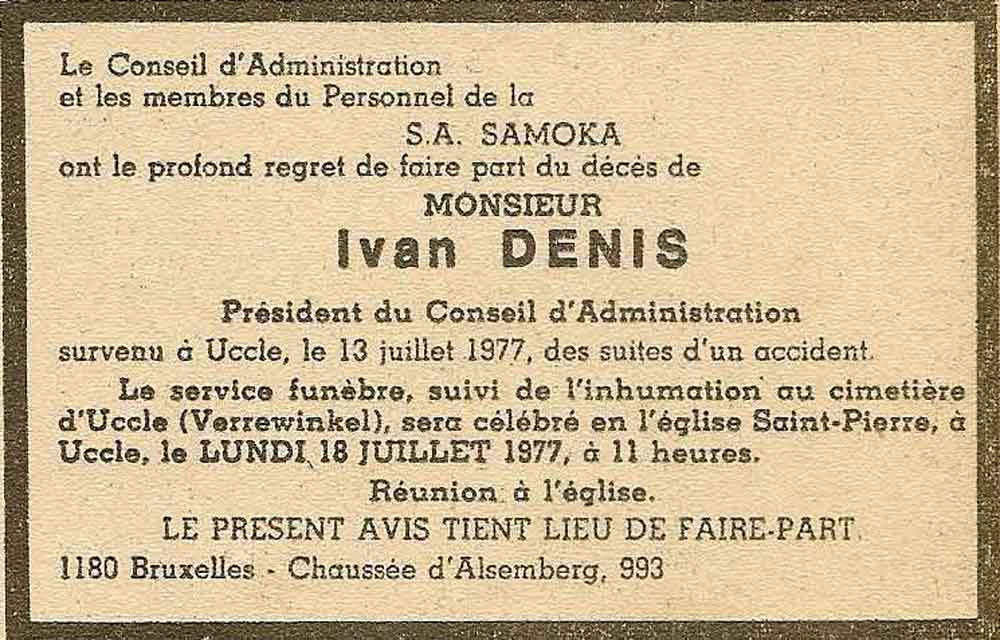 Le Conseil d'Administration
et les membres du Personnel de la
S.A. SAMOKA
ont le profond regret de faire part du décès de
MONSIEUR
Ivan DENIS
Président du Conseil d'Administration
survenu à Uccle, le 13 juillet 1977, des suites d'un accident.
Le service funèbre, suivi de l'inhumation au cimetière
d'Uccle (Verrewinkel), sera célébré en l'église Saint-Pierre, à
Uccle, le LUNDI 18 JUILLET 1977, à 11 heures.
Réunion à l'église.
LE PRESENT AVIS TIENT LIEU DE FAIRE-PART.
1180 Bruxelles - Chaussée d'Alsemberg, 993